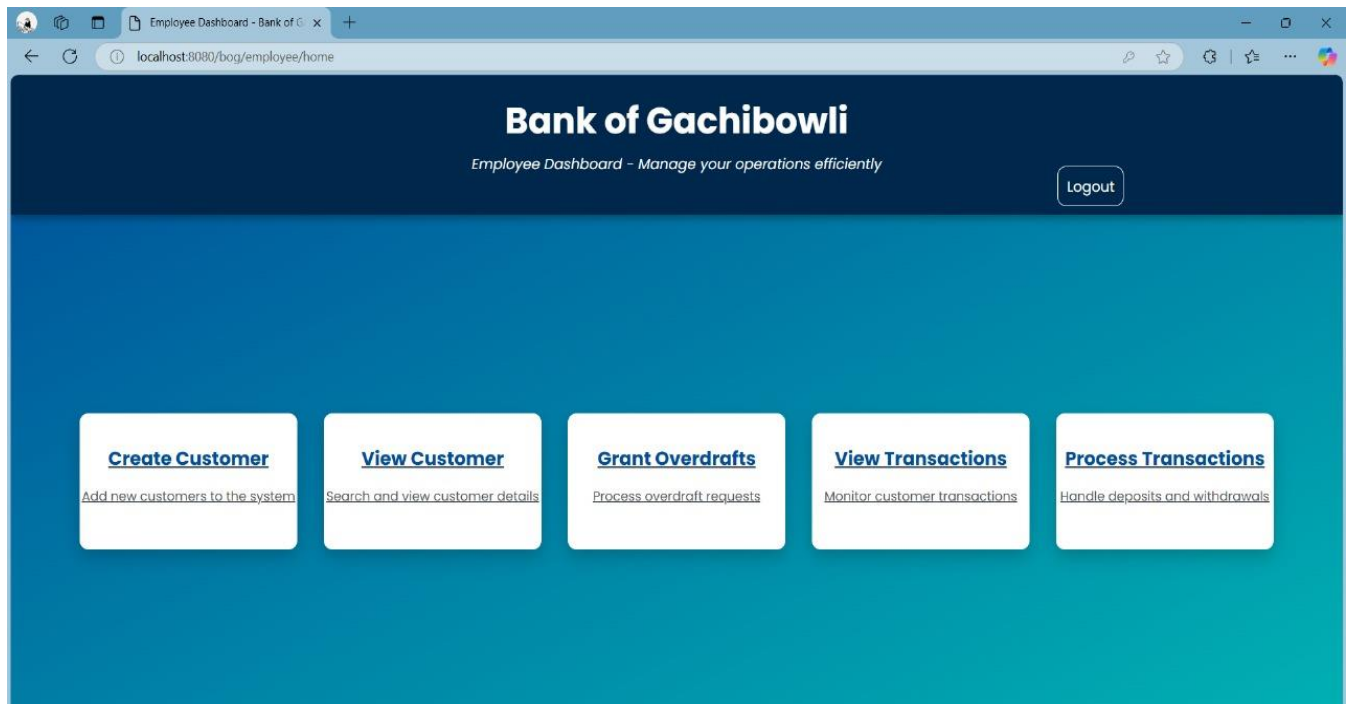 Employee Dashboard - Bank of G
localhost:8080/bog/employee/home
Bank of Gachibowli
Employee Dashboard - Manage your operations efficiently
Logout
Create Customer
Add new customers to the system
View Customer
Search and view customer details
Grant Overdrafts
Process overdraft requests
View Transactions
Monitor customer transactions
Process Transactions
Handle deposits and withdrawals